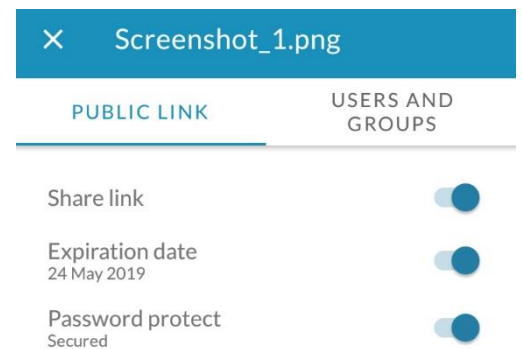 Screenshot_1.png
PUBLIC LINK
USERS AND
GROUPS
Share link
Expiration date
24 May 2019
Password protect
Secured